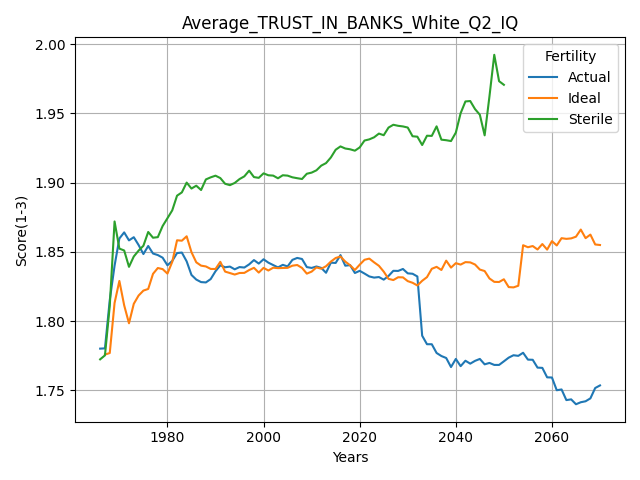 Average_TRUST_IN_BANKS_White_Q2_IQ
Fertility
Actual
Ideal
Sterile
Score(1-3)
2.00
1.95
1.90
1.85
1.80
1.75
1980
2000
2020
2040
2060
Years